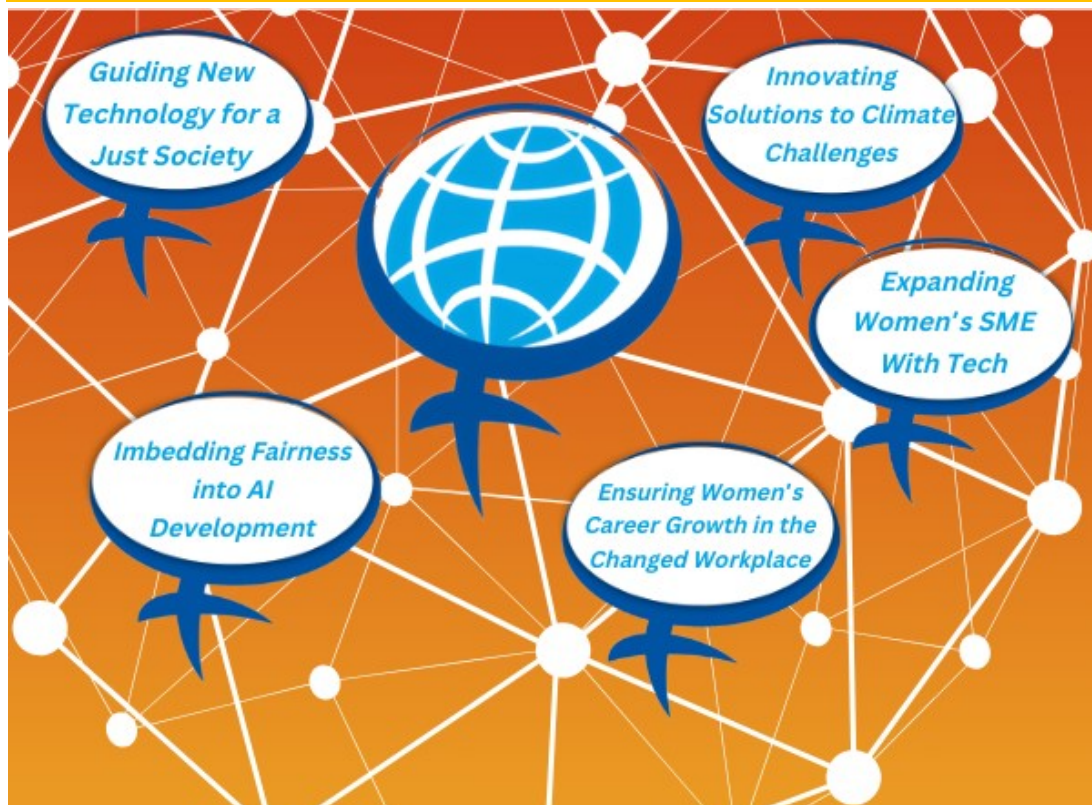 Guiding New
Technology for a
Just Society
Innovating
Solutions to Climate
Challenges
Expanding
Women's SME
With Tech
Imbedding Fairness
into AI
Development
Ensuring Women's
Career Growth in the
Changed Workplace